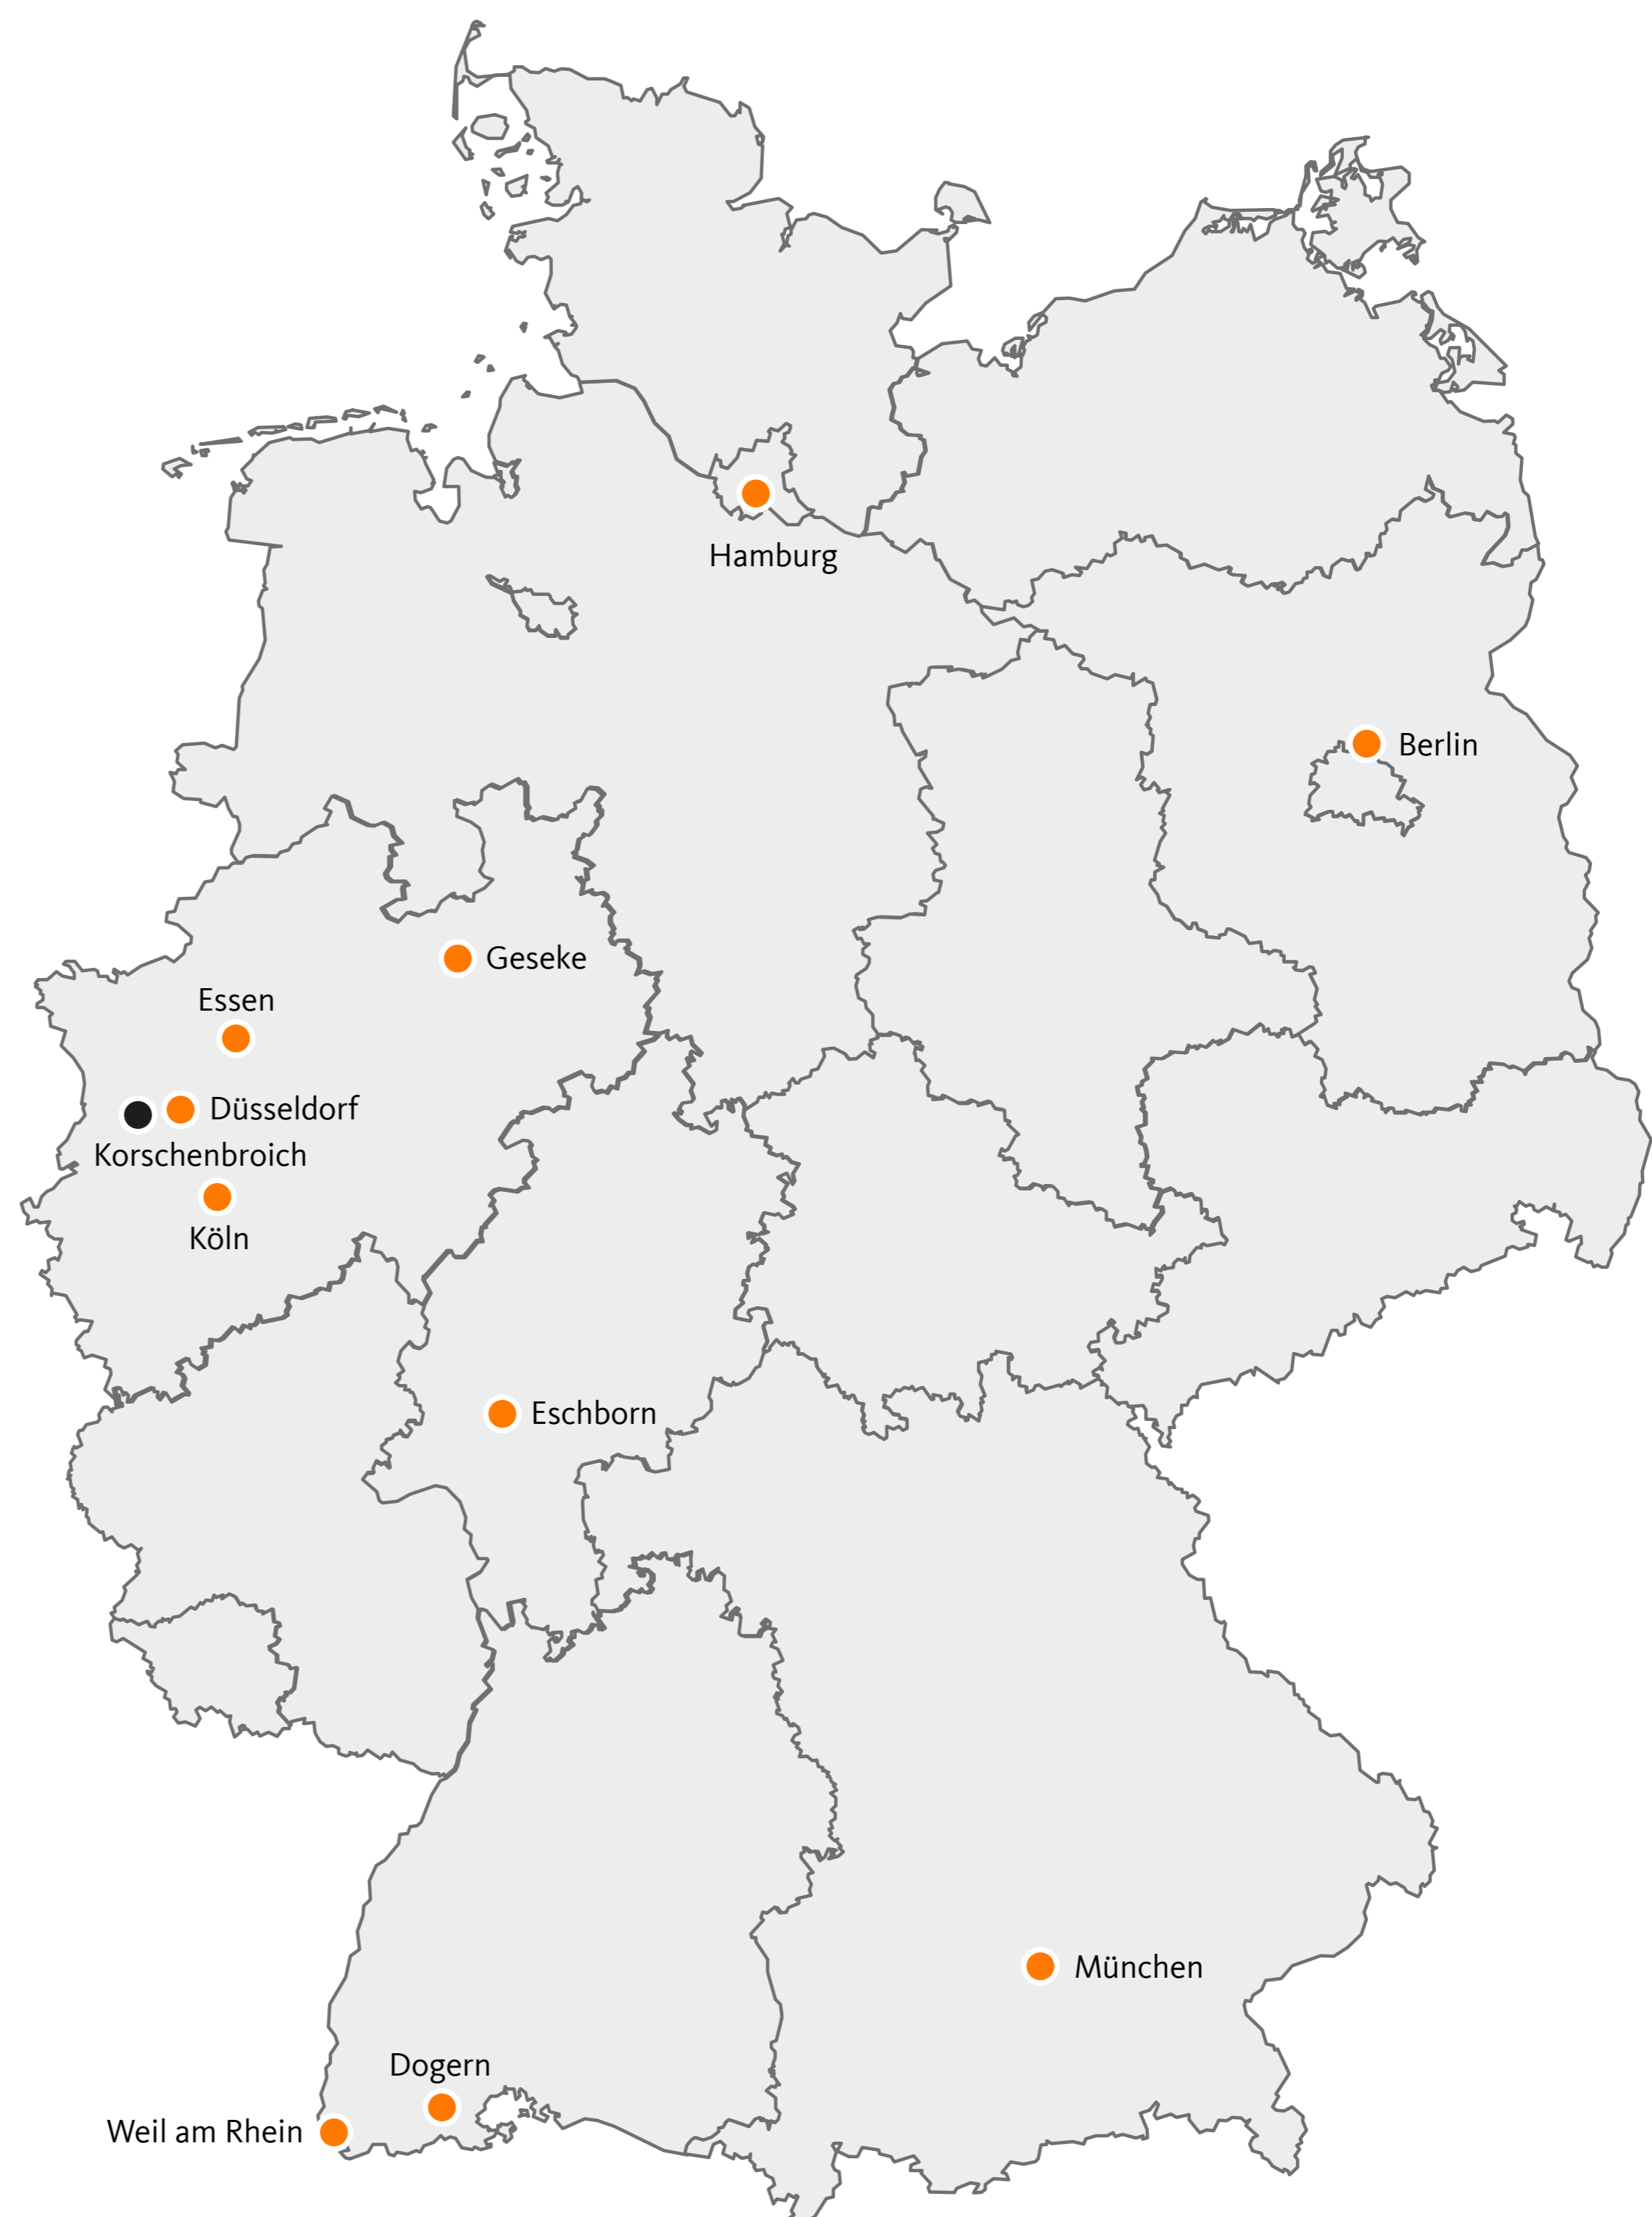 Hamburg
Berlin
Geseke
Essen
Düsseldorf
Korschenbroich
Köln
Eschborn
München
Dogern
Weil am Rhein